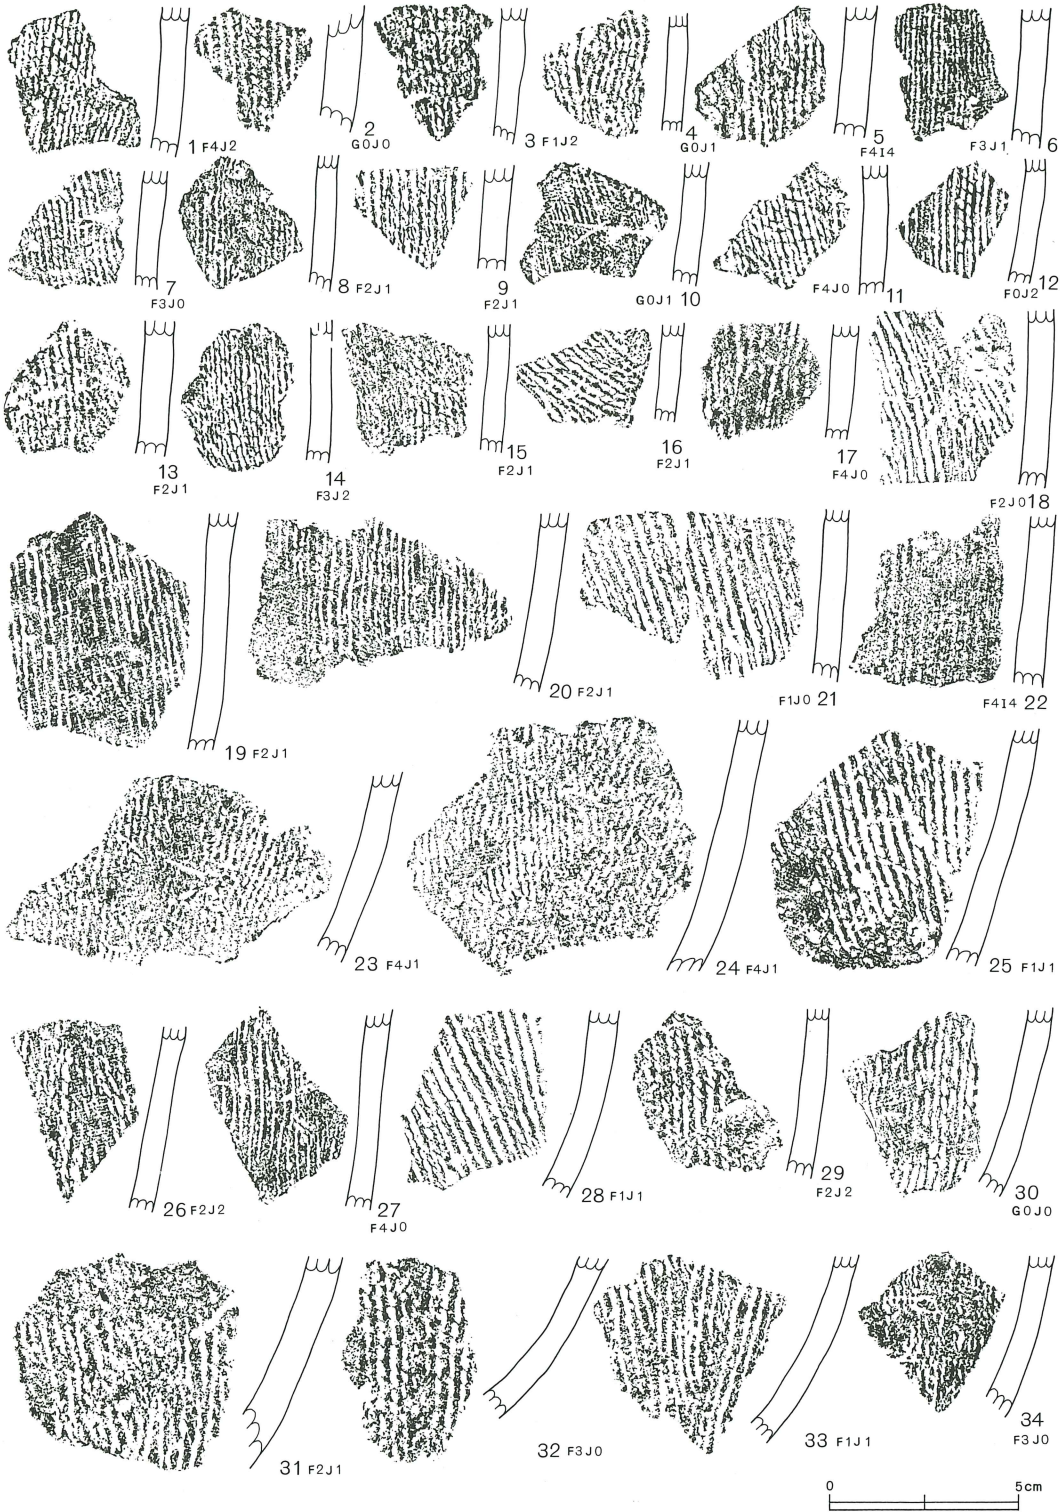 1 F4J2
2
G0J0
3 F1J2
4
G0J1
5
F4I4
F3J1 6
7
F3J0
8 F2J1
9
F2J1
G0J1 10
F4J0 11
12
F0J2
13
F2J1
14
F3J2
15
F2J1
16
F2J1
17
F4J0
F2J0 18
19 F2J1
20 F2J1
F1J0 21
F4I4 22
23 F4J1
24 F4J1
25 F1J1
26 F2J2
27
F4J0
28 F1J1
29
F2J2
30
G0J0
31 F2J1
32 F3J0
33 F1J1
34
F3J0
0 5cm